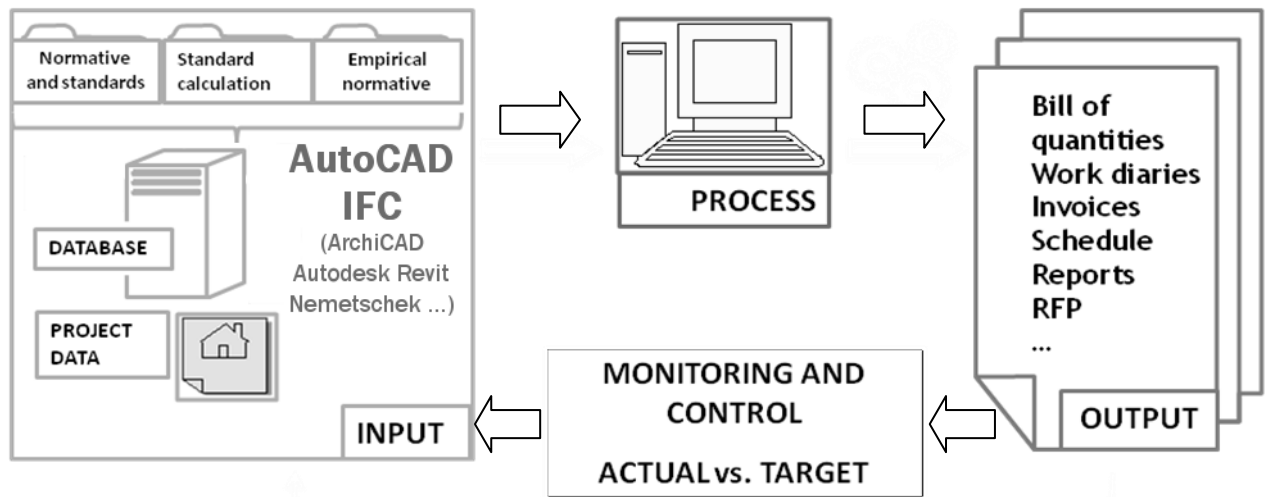 Normative
and standards
Standard
calculation
Empirical
normative
AutoCAD
IFC
(ArchiCAD
Autodesk Revit
Nemetschek ...)
DATABASE
PROJECT
DATA
INPUT
PROCESS
Bill of
quantities
Work diaries
Invoices
Schedule
Reports
RFP
...
OUTPUT
MONITORING AND
CONTROL
ACTUAL vs. TARGET